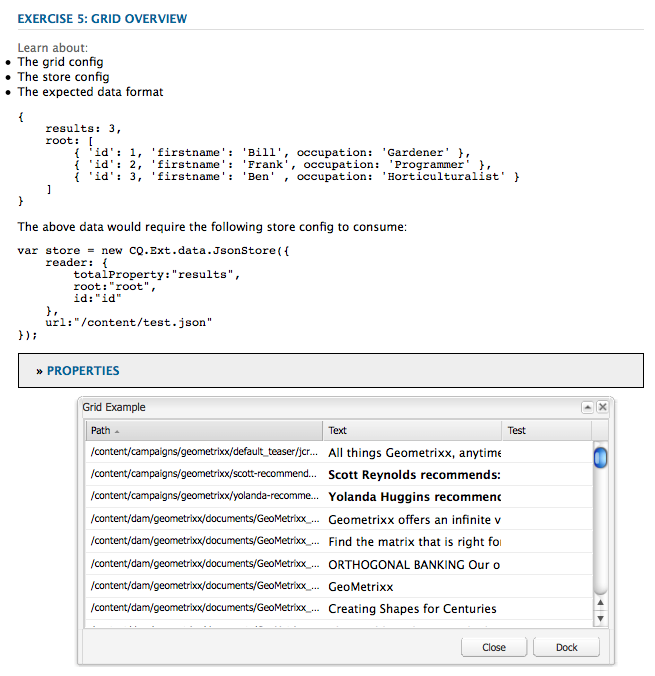 EXERCISE 5: GRID OVERVIEW
Learn about:
• The grid config
• The store config
• The expected data format
{
    results: 3,
    root: [
        { 'id': 1, 'firstname': 'Bill', occupation: 'Gardener' },
        { 'id': 2, 'firstname': 'Frank', occupation: 'Programmer' },
        { 'id': 3, 'firstname': 'Ben' , occupation: 'Horticulturalist' }
    ]
}
The above data would require the following store config to consume:
var store = new CQ.Ext.data.JsonStore({
    reader: {
        totalProperty:"results",
        root:"root",
        id:"id"
    },
    url:"/content/test.json"
});
» PROPERTIES
Grid Example
Path Text Test
/content/campaigns/geometrixx/default_teaser/jcr... All things Geometrixx, anytime
/content/campaigns/geometrixx/scott-recommend... Scott Reynolds recommends:
/content/campaigns/geometrixx/yolanda-recomme... Yolanda Huggins recommend
/content/dam/geometrixx/documents/GeoMetrixx_... Geometrixx offers an infinite v
/content/dam/geometrixx/documents/GeoMetrixx_... Find the matrix that is right for
/content/dam/geometrixx/documents/GeoMetrixx_... ORTHOGONAL BANKING Our o
/content/dam/geometrixx/documents/GeoMetrixx_... GeoMetrixx
/content/dam/geometrixx/documents/GeoMetrixx_... Creating Shapes for Centuries
Close Dock